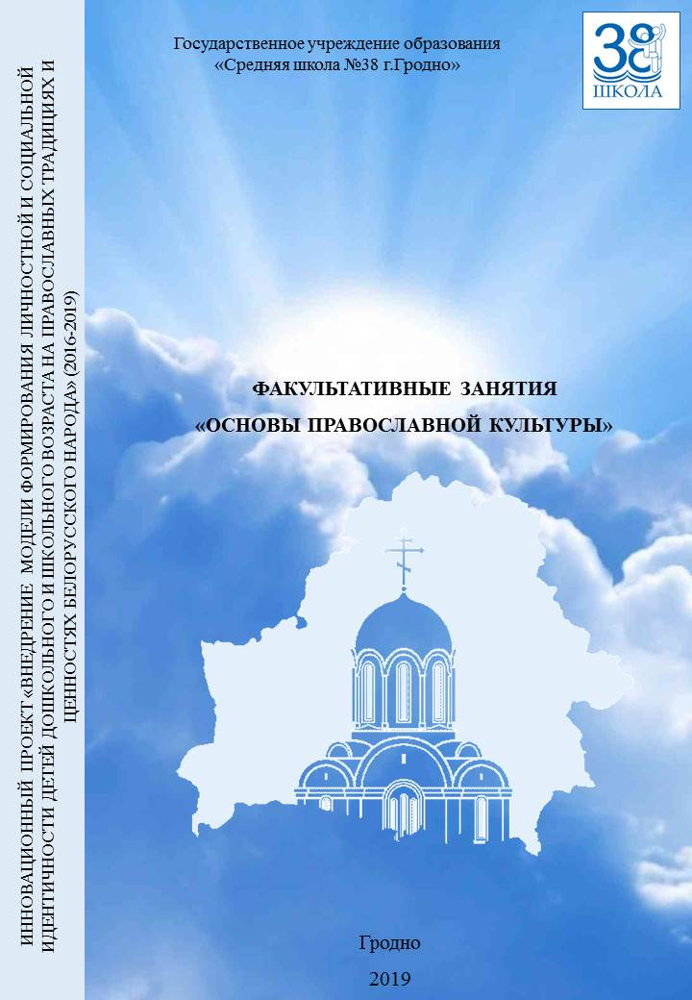 Государственное учреждение образования
«Средняя школа №38 г.Гродно»
38
ШКОЛА
ИННОВАЦИОННЫЙ ПРОЕКТ «ВНЕДРЕНИЕ МОДЕЛИ ФОРМИРОВАНИЯ ЛИЧНОСТНОЙ И СОЦИАЛЬНОЙ
ИДЕНТИЧНОСТИ ДЕТЕЙ ДОШКОЛЬНОГО И ШКОЛЬНОГО ВОЗРАСТА НА ПРАВОСЛАВНЫХ ТРАДИЦИЯХ И
ЦЕННОСТЯХ БЕЛОРУССКОГО НАРОДА» (2016-2019)
ФАКУЛЬТАТИВНЫЕ ЗАНЯТИЯ
«ОСНОВЫ ПРАВОСЛАВНОЙ КУЛЬТУРЫ»
Гродно
2019